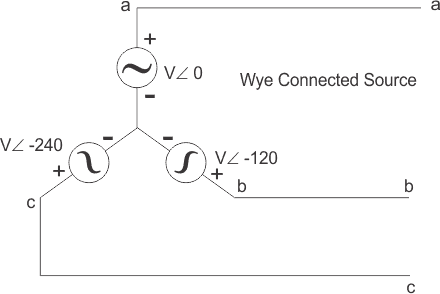 a a
+
V∠ 0
Wye Connected Source
-
V∠ -240 - - V∠ -120
+ +
c b b
c